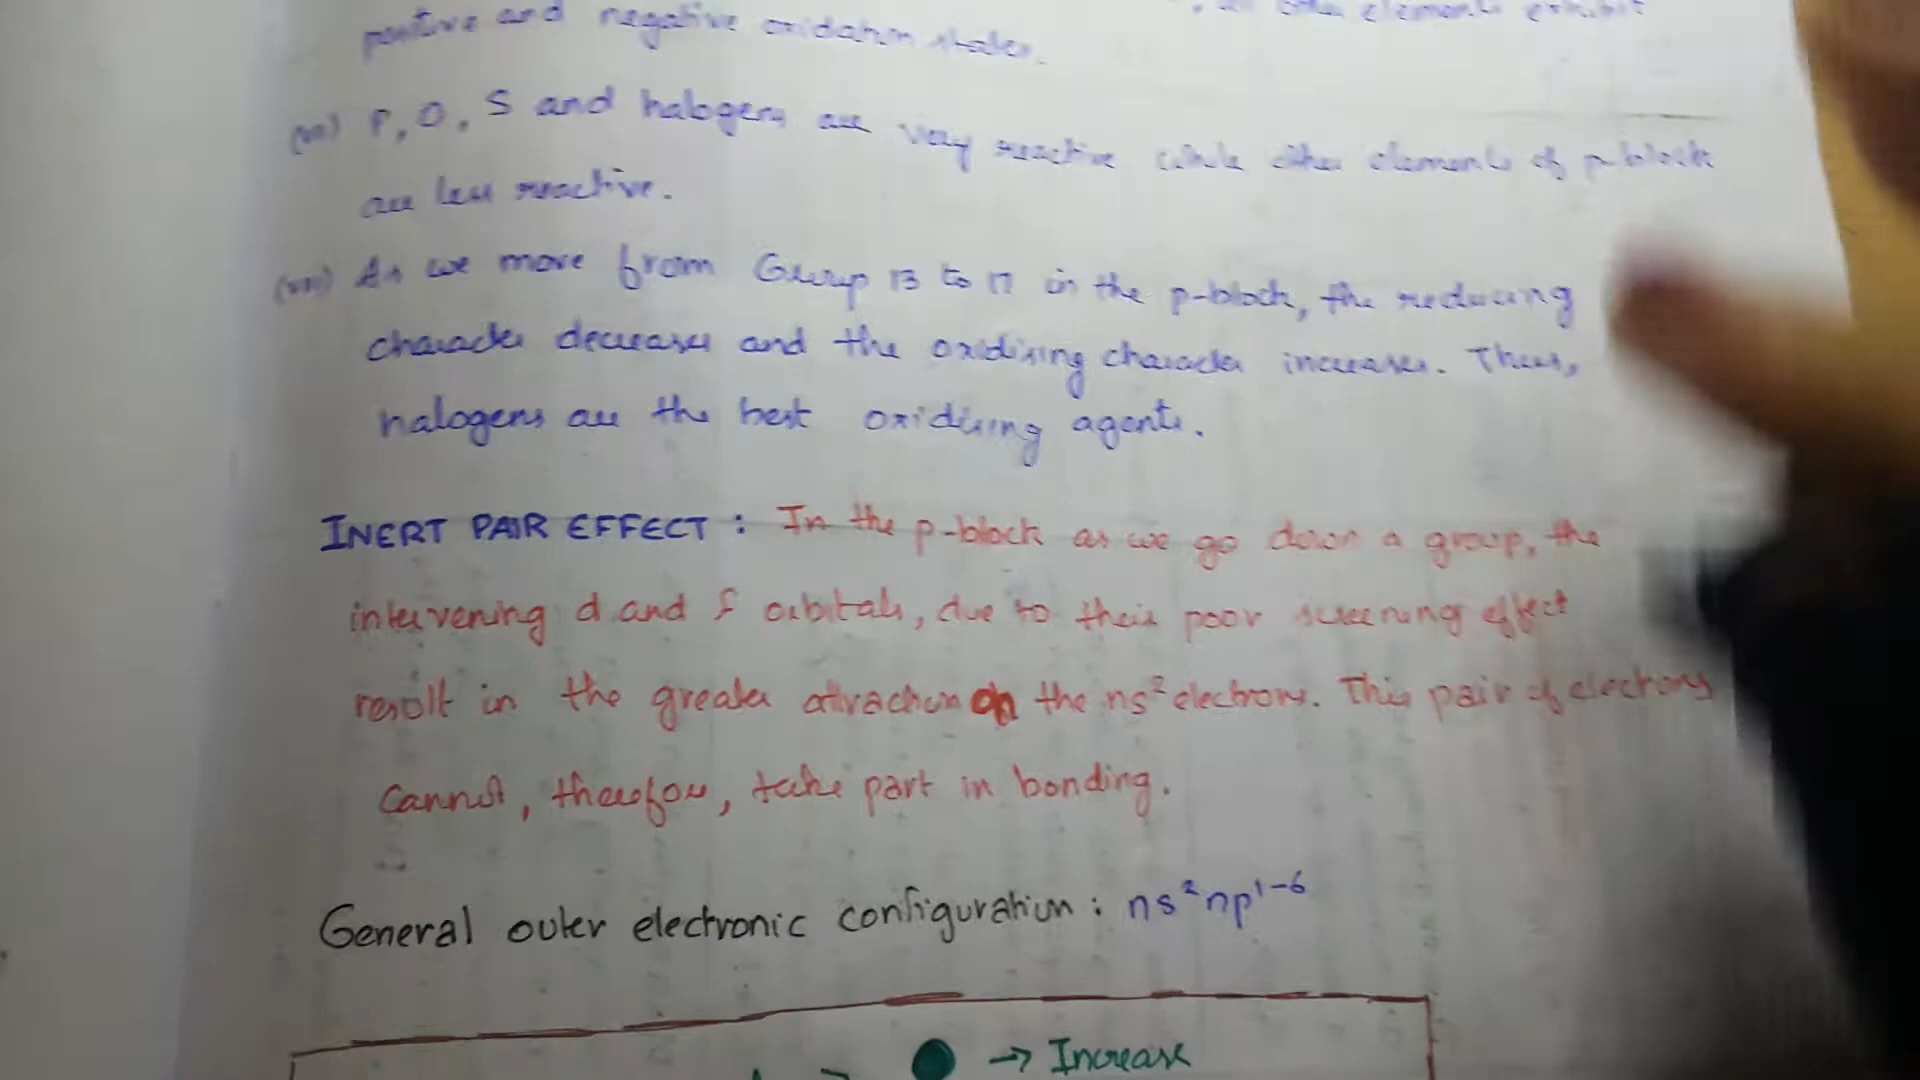 positive and negative oxidation states.
elements exhibit
(vii) P, O, S and halogens are very reactive while other elements of p-block
are less reactive.
(viii) As we move from Group 13 to 17 in the p-block, the reducing
character decreases and the oxidising character increases. Thus,
halogens are the best oxidising agents.
INERT PAIR EFFECT : In the p-block as we go down a group, the
intervening d and f orbitals, due to their poor screening effect
result in the greater attraction on the ns² electrons. This pair of electrons
cannot, therefore, take part in bonding.
General outer electronic configuration : ns²np¹⁻⁶
→ Increase